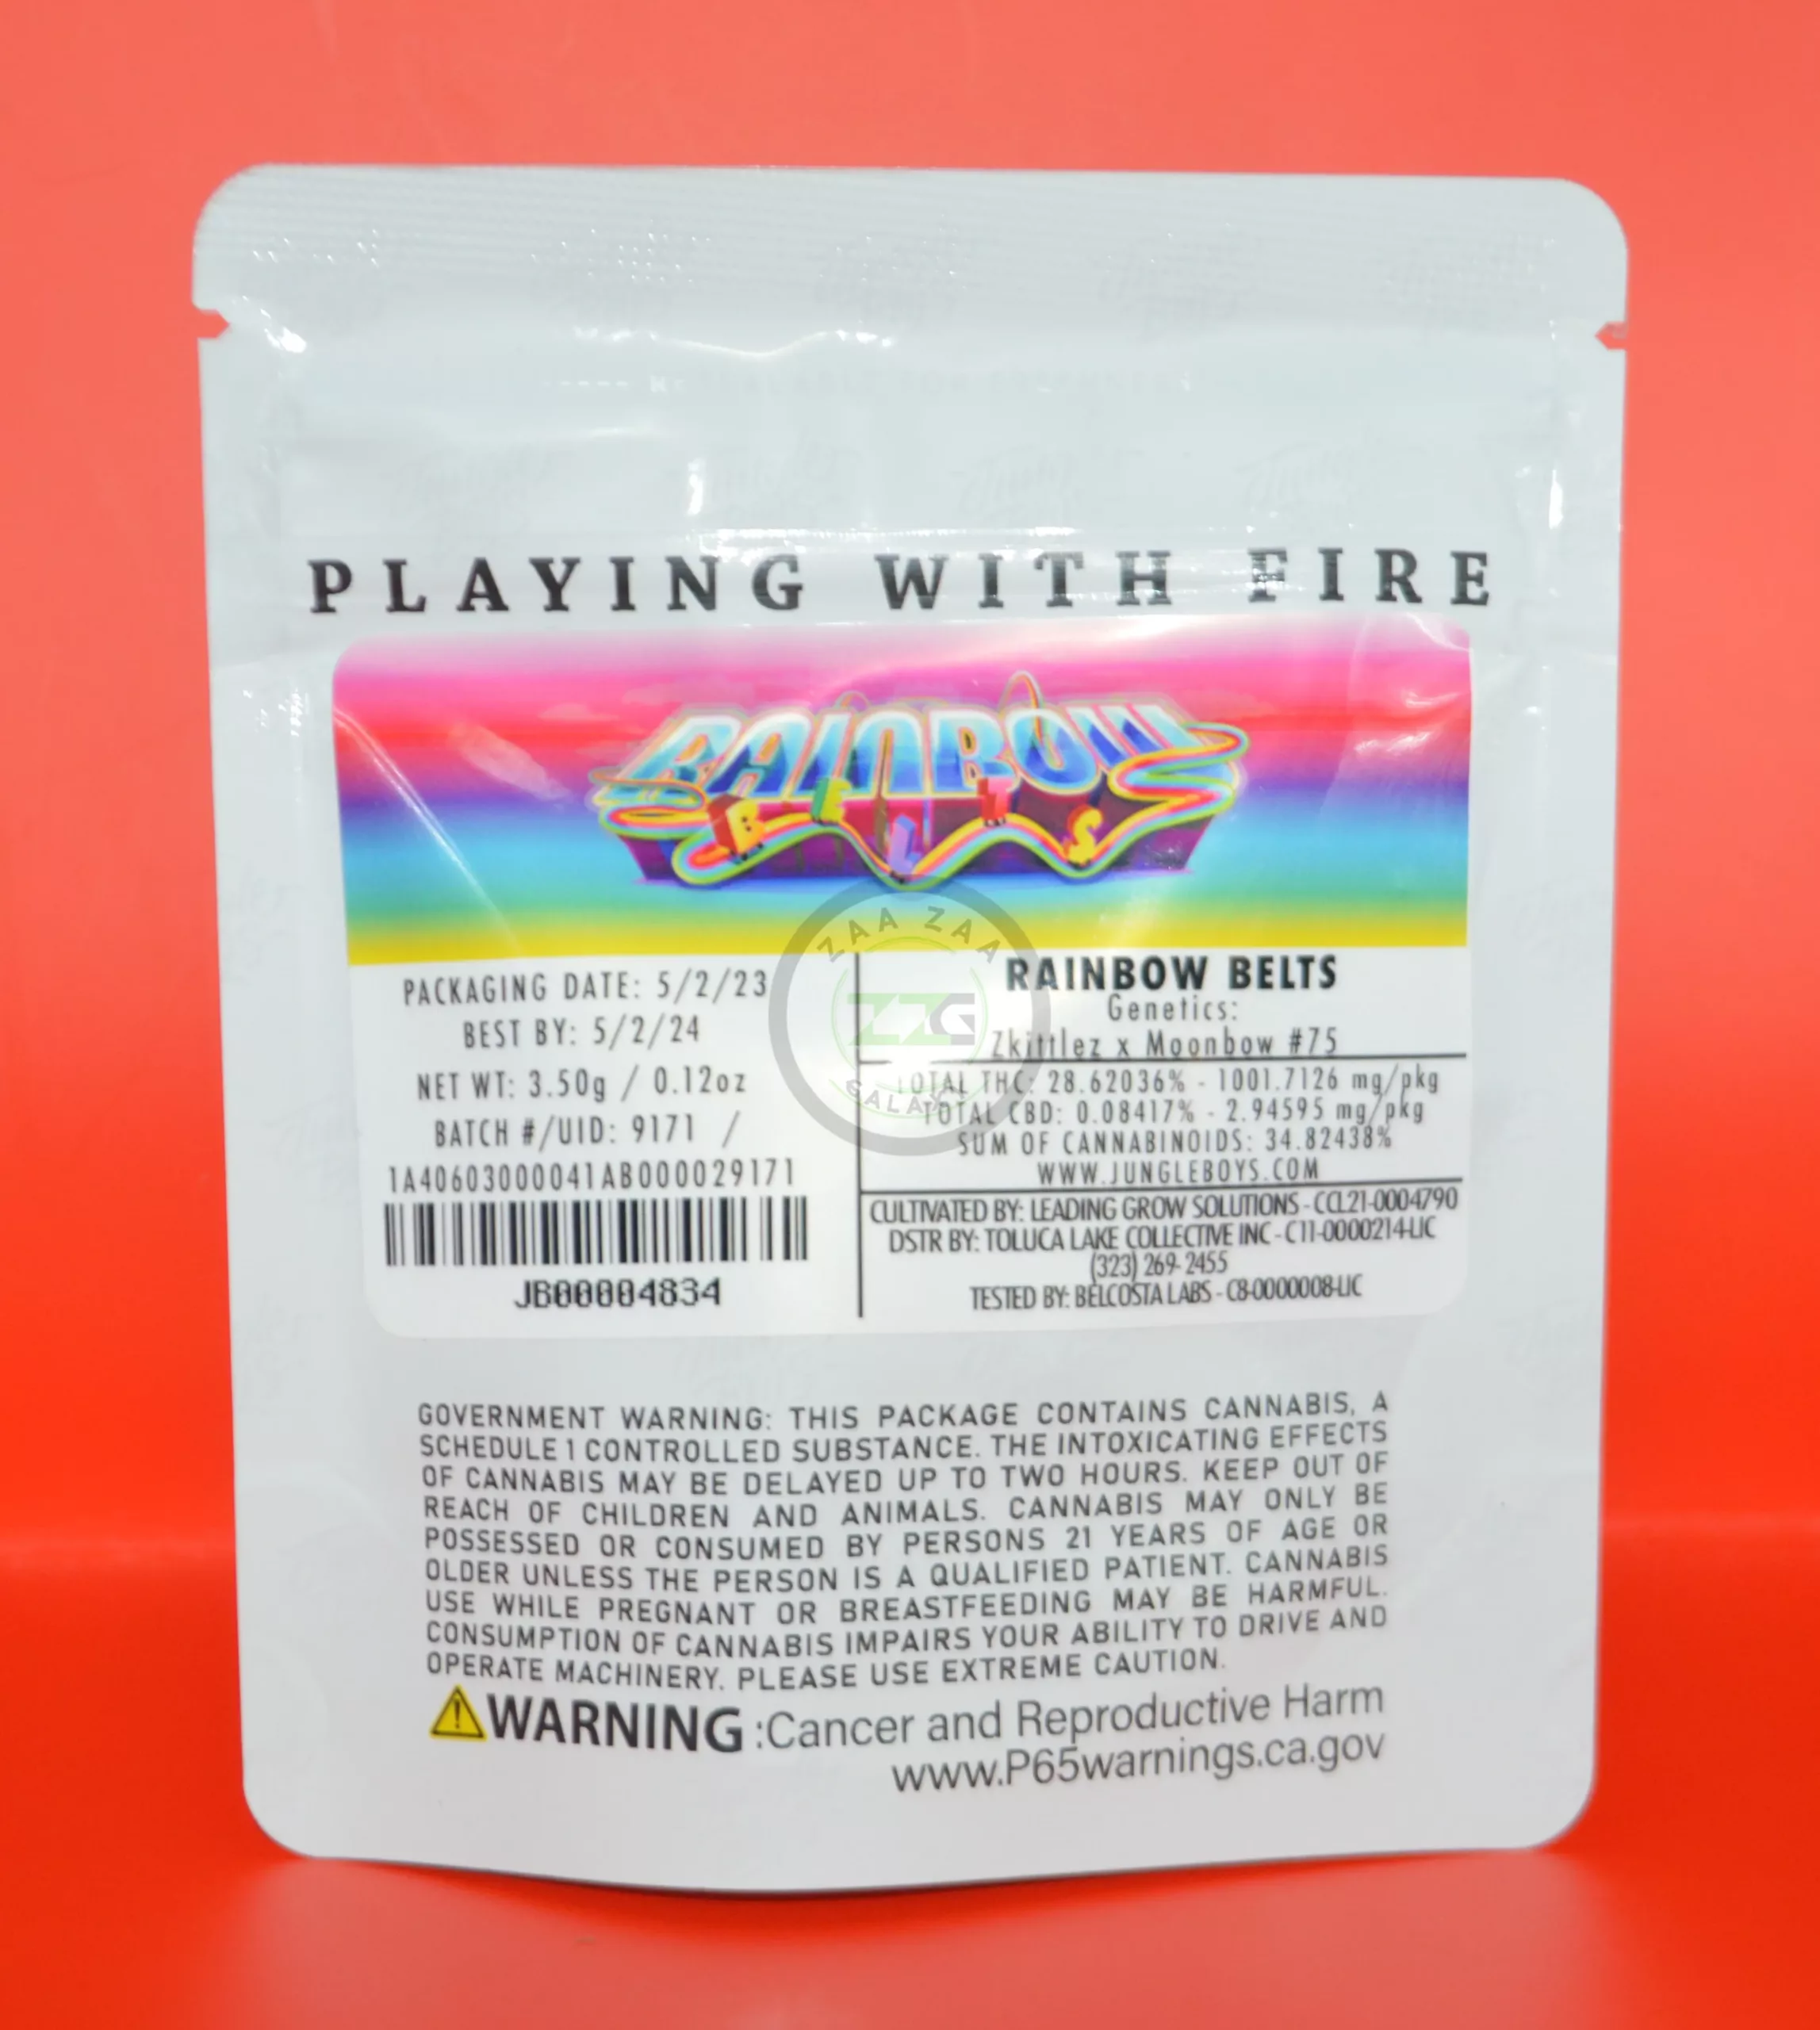 PLAYING WITH FIRE
RAINBOW
BELTS
ZAA ZAA
ZZG
GALAXY
PACKAGING DATE: 5/2/23
BEST BY: 5/2/24
NET WT: 3.50g / 0.12oz
BATCH #/UID: 9171 /
1A40603000041AB000029171
JB00004834
RAINBOW BELTS
Genetics:
Zkittlez x Moonbow #75
TOTAL THC: 28.62036% - 1001.7126 mg/pkg
TOTAL CBD: 0.08417% - 2.94595 mg/pkg
SUM OF CANNABINOIDS: 34.82438%
WWW.JUNGLEBOYS.COM
CULTIVATED BY: LEADING GROW SOLUTIONS - CCL21-0004790
DSTR BY: TOLUCA LAKE COLLECTIVE INC - C11-0000214-LIC
(323) 269-2455
TESTED BY: BELCOSTA LABS - C8-0000008-LIC
GOVERNMENT WARNING: THIS PACKAGE CONTAINS CANNABIS, A
SCHEDULE 1 CONTROLLED SUBSTANCE. THE INTOXICATING EFFECTS
OF CANNABIS MAY BE DELAYED UP TO TWO HOURS. KEEP OUT OF
REACH OF CHILDREN AND ANIMALS. CANNABIS MAY ONLY BE
POSSESSED OR CONSUMED BY PERSONS 21 YEARS OF AGE OR
OLDER UNLESS THE PERSON IS A QUALIFIED PATIENT. CANNABIS
USE WHILE PREGNANT OR BREASTFEEDING MAY BE HARMFUL.
CONSUMPTION OF CANNABIS IMPAIRS YOUR ABILITY TO DRIVE AND
OPERATE MACHINERY. PLEASE USE EXTREME CAUTION.
WARNING :Cancer and Reproductive Harm
www.P65warnings.ca.gov